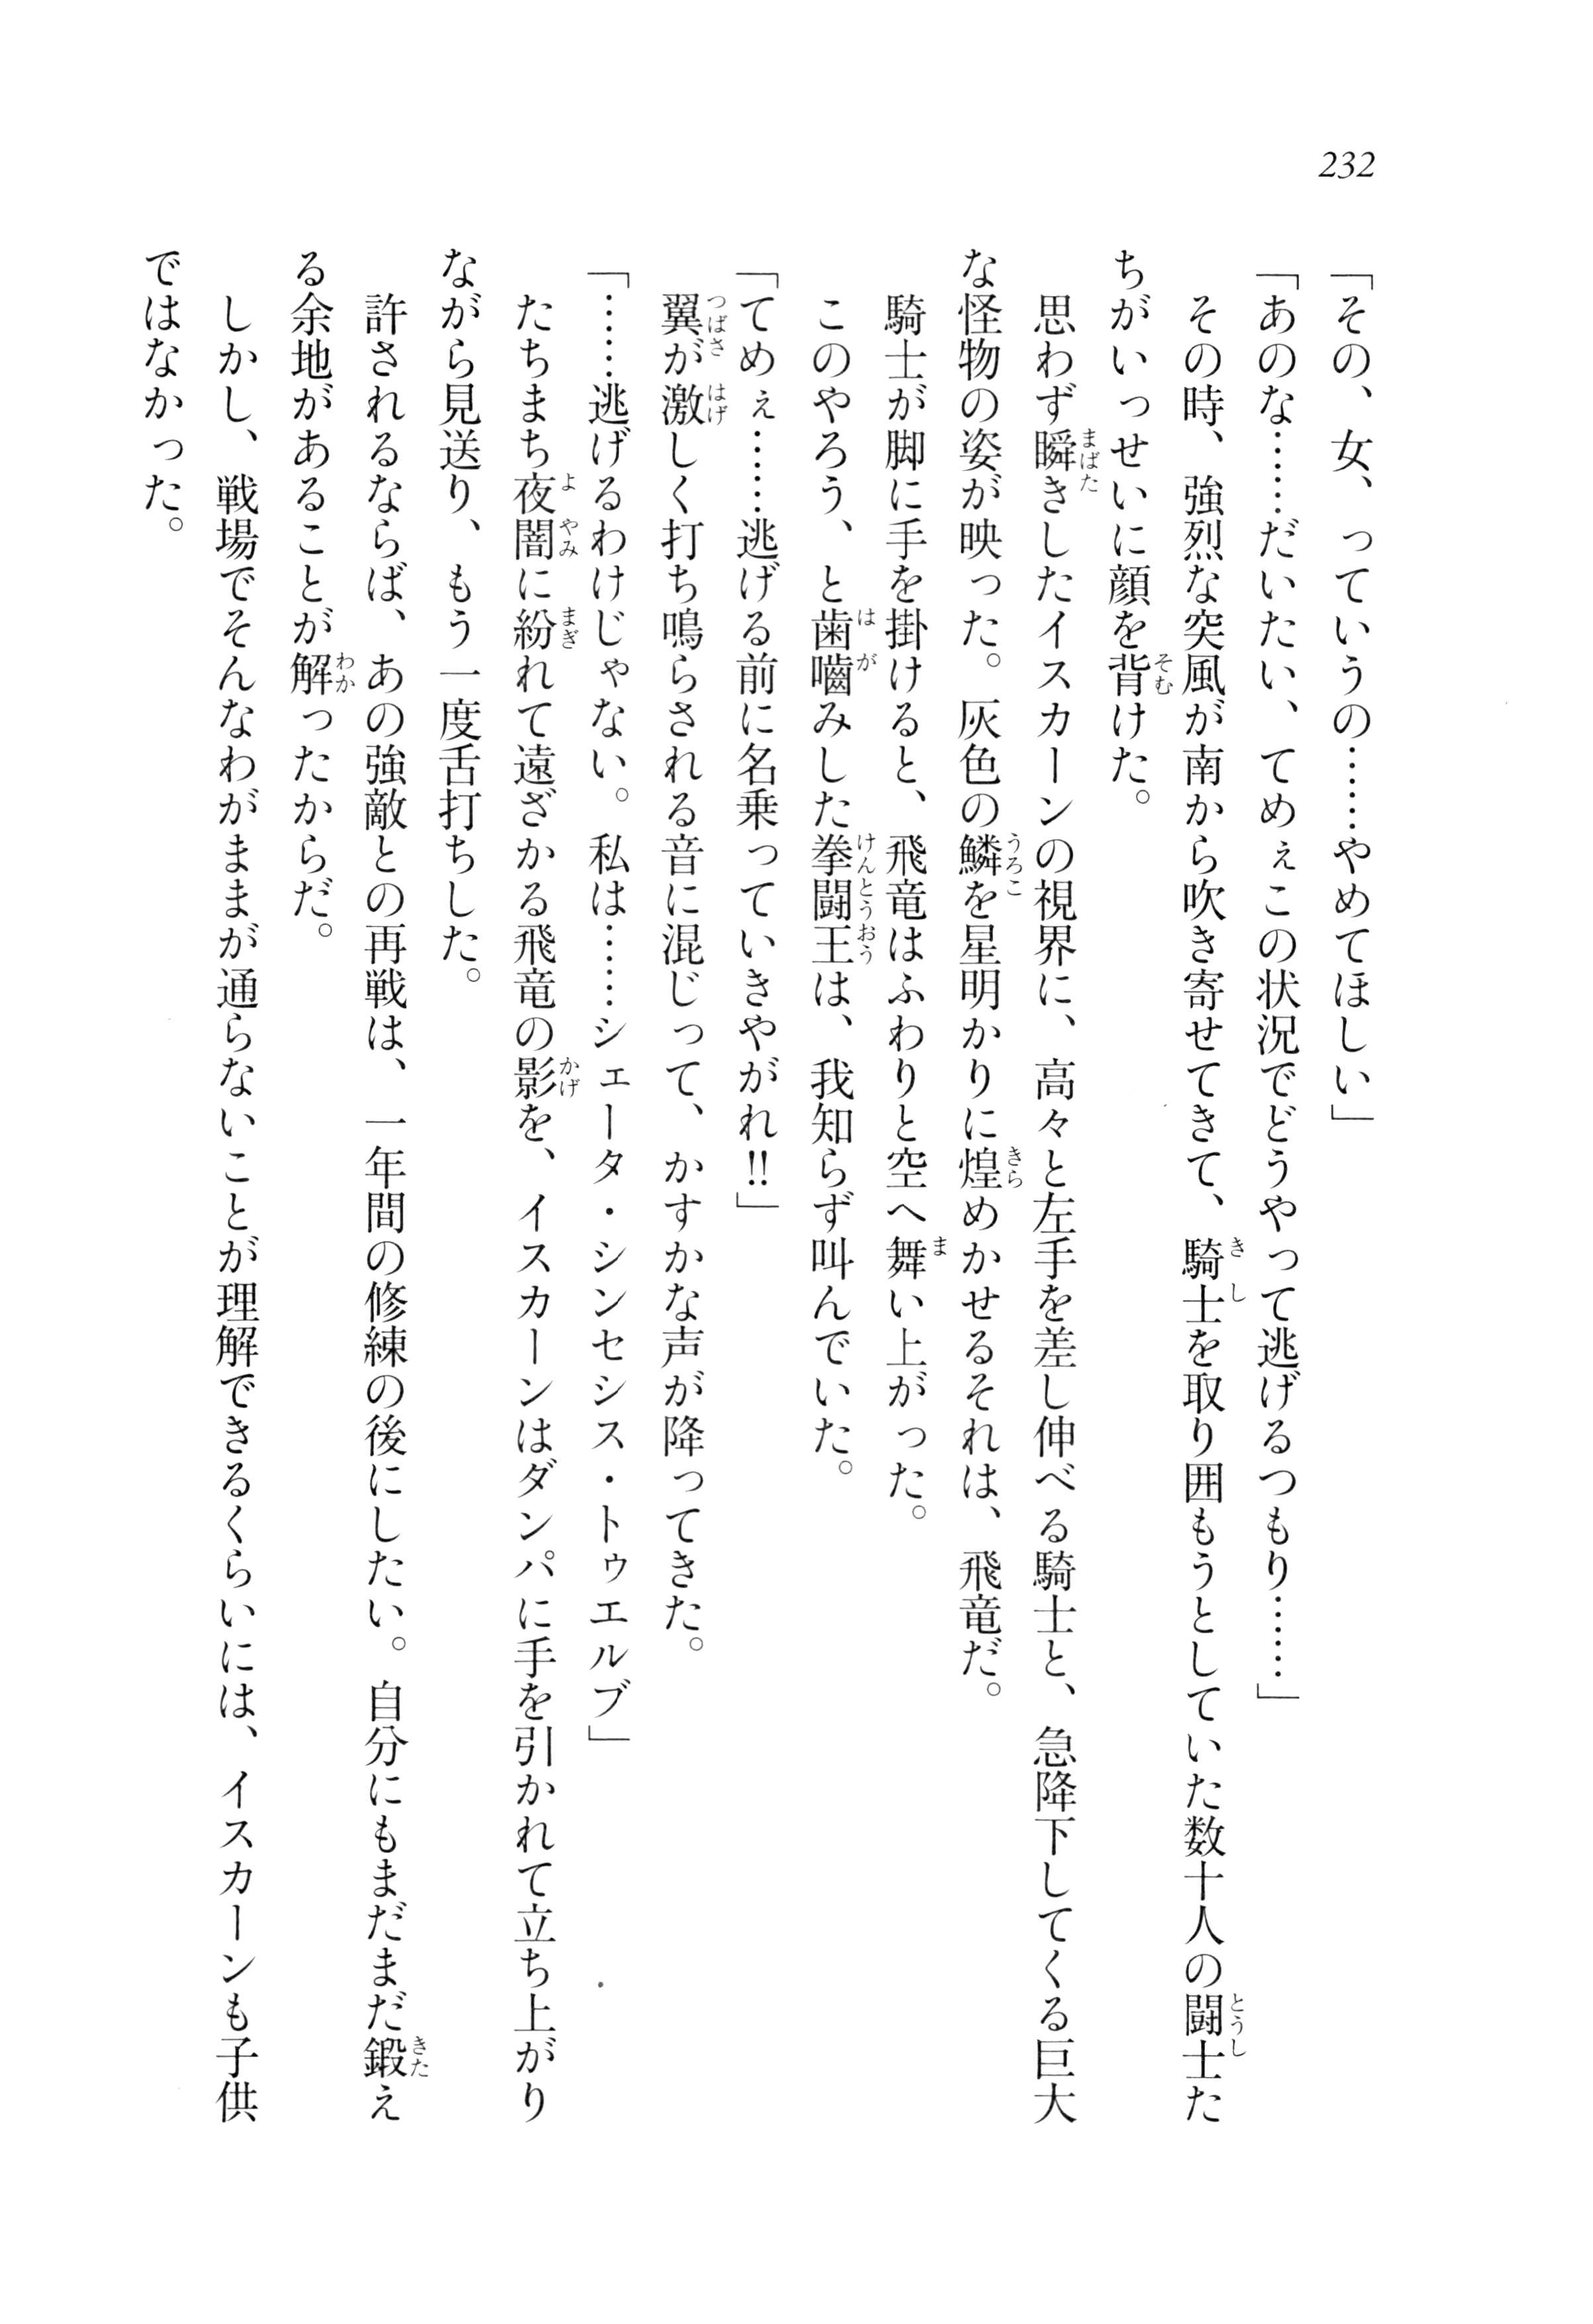 232
「その、女、っていうの……やめてほしい」
「あのな……だいたい、てめぇこの状況でどうやって逃げるつもり……」
その時、強烈な突風が南から吹き寄せてきて、騎士を取り囲もうとしていた数十人の闘士た
ちがいっせいに顔を背けた。
思わず瞬きしたイスカーンの視界に、高々と左手を差し伸べる騎士と、急降下してくる巨大
な怪物の姿が映った。灰色の鱗を星明かりに煌めかせるそれは、飛竜だ。
騎士が脚に手を掛けると、飛竜はふわりと空へ舞い上がった。
このやろう、と歯嚙みした拳闘王は、我知らず叫んでいた。
「てめぇ……逃げる前に名乗っていきやがれ!!」
翼が激しく打ち鳴らされる音に混じって、かすかな声が降ってきた。
「……逃げるわけじゃない。私は……シェータ・シンセシス・トゥエルブ」
たちまち夜闇に紛れて遠ざかる飛竜の影を、イスカーンはダンパに手を引かれて立ち上がり
ながら見送り、もう一度舌打ちした。
許されるならば、あの強敵との再戦は、一年間の修練の後にしたい。自分にもまだまだ鍛え
る余地があることが解ったからだ。
しかし、戦場でそんなわがままが通らないことが理解できるくらいには、イスカーンも子供
ではなかった。